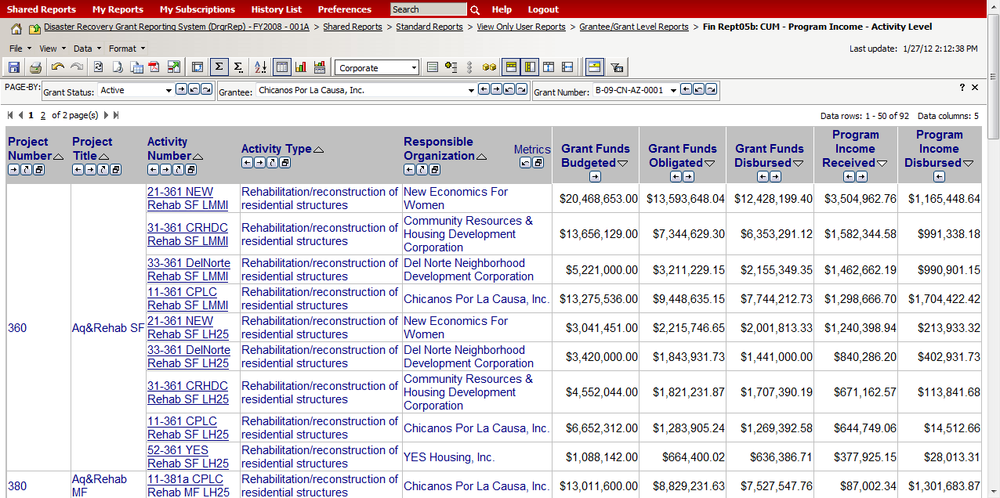 Shared Reports My Reports My Subscriptions History List Preferences Search Help Logout
Disaster Recovery Grant Reporting System (DrgrRep) - FY2008 - 001A > Shared Reports > Standard Reports > View Only User Reports > Grantee/Grant Level Reports > Fin Rept05b: CUM - Program Income - Activity Level
File View Data Format
Last update: 1/27/12 2:12:38 PM
Corporate
PAGE-BY: Grant Status: Active Grantee: Chicanos Por La Causa, Inc. Grant Number: B-09-CN-AZ-0001
1 2 of 2 page(s)
Data rows: 1 - 50 of 92 Data columns: 5
Project Number Project Title Activity Number Activity Type Responsible Organization Metrics Grant Funds Budgeted Grant Funds Obligated Grant Funds Disbursed Program Income Received Program Income Disbursed
360 Aq&Rehab SF
21-361 NEW Rehab SF LMMI Rehabilitation/reconstruction of residential structures New Economics For Women $20,468,653.00 $13,593,648.04 $12,428,199.40 $3,504,962.76 $1,165,448.64
31-361 CRHDC Rehab SF LMMI Rehabilitation/reconstruction of residential structures Community Resources & Housing Development Corporation $13,656,129.00 $7,344,629.30 $6,353,291.12 $1,582,344.58 $991,338.18
33-361 DelNorte Rehab SF LMMI Rehabilitation/reconstruction of residential structures Del Norte Neighborhood Development Corporation $5,221,000.00 $3,211,229.15 $2,155,349.35 $1,462,662.19 $990,901.15
11-361 CPLC Rehab SF LMMI Rehabilitation/reconstruction of residential structures Chicanos Por La Causa, Inc. $13,275,536.00 $9,448,635.15 $7,744,212.73 $1,298,666.70 $1,704,422.42
21-361 NEW Rehab SF LH25 Rehabilitation/reconstruction of residential structures New Economics For Women $3,041,451.00 $2,215,746.65 $2,001,813.33 $1,240,398.94 $213,933.32
33-361 DelNorte Rehab SF LH25 Rehabilitation/reconstruction of residential structures Del Norte Neighborhood Development Corporation $3,420,000.00 $1,843,931.73 $1,441,000.00 $840,286.20 $402,931.73
31-361 CRHDC Rehab SF LH25 Rehabilitation/reconstruction of residential structures Community Resources & Housing Development Corporation $4,552,044.00 $1,821,231.87 $1,707,390.19 $671,162.57 $113,841.68
11-361 CPLC Rehab SF LH25 Rehabilitation/reconstruction of residential structures Chicanos Por La Causa, Inc. $6,652,312.00 $1,283,905.24 $1,269,392.58 $644,749.06 $14,512.66
52-361 YES Rehab SF LH25 Rehabilitation/reconstruction of residential structures YES Housing, Inc. $1,088,142.00 $664,400.02 $636,386.71 $377,925.15 $28,013.31
380 Aq&Rehab MF 11-381a CPLC Rehab MF LH25 Rehabilitation/reconstruction of residential structures Chicanos Por La Causa, Inc. $13,011,600.00 $8,829,231.63 $7,527,547.76 $87,002.34 $1,301,683.87